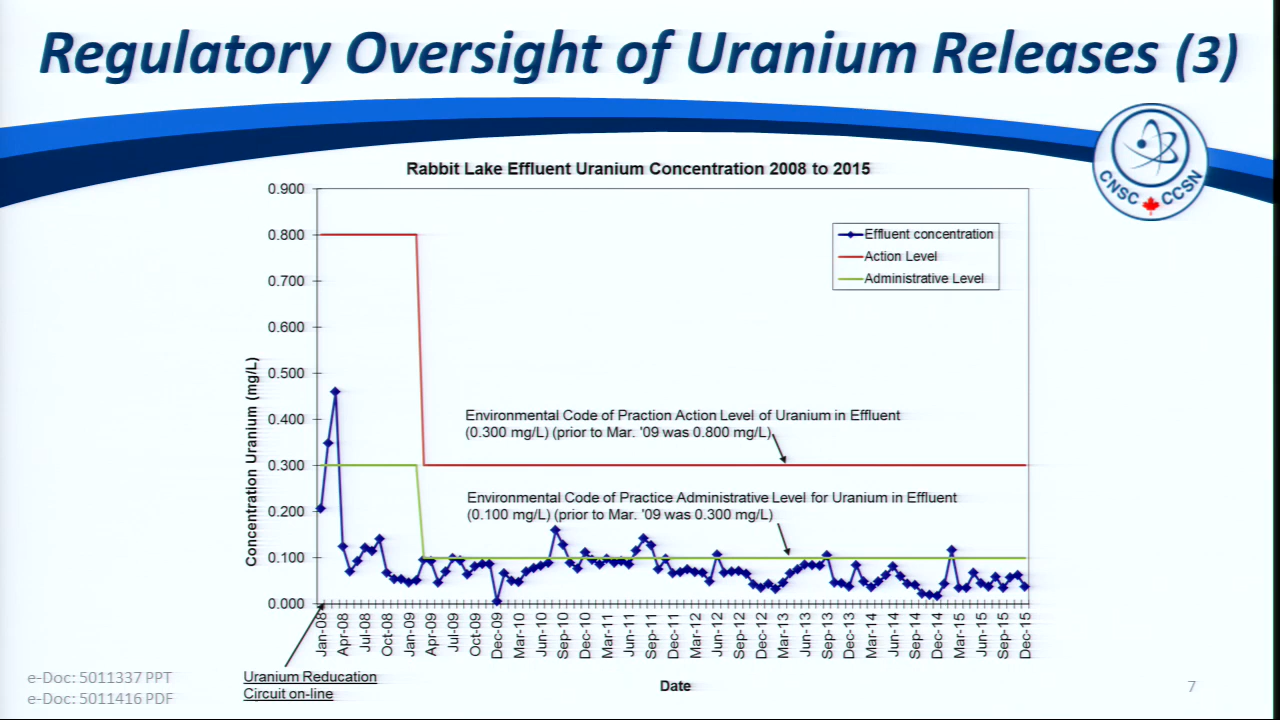 Regulatory Oversight of Uranium Releases (3)
CNSC CCSN
Rabbit Lake Effluent Uranium Concentration 2008 to 2015
0.900
0.800
0.700
0.600
0.500
0.400
0.300
0.200
0.100
0.000
Concentration Uranium (mg/L)
Effluent concentration
Action Level
Administrative Level
Environmental Code of Praction Action Level of Uranium in Effluent
(0.300 mg/L) (prior to Mar. '09 was 0.800 mg/L)
Environmental Code of Practice Administrative Level for Uranium in Effluent
(0.100 mg/L) (prior to Mar. '09 was 0.300 mg/L)
Jan-08
Apr-08
Jul-08
Oct-08
Jan-09
Apr-09
Jul-09
Oct-09
Dec-09
Mar-10
Jun-10
Sep-10
Dec-10
Mar-11
Jun-11
Sep-11
Dec-11
Mar-12
Jun-12
Sep-12
Dec-12
Mar-13
Jun-13
Sep-13
Dec-13
Mar-14
Jun-14
Sep-14
Dec-14
Mar-15
Jun-15
Sep-15
Dec-15
Uranium Reducation
Circuit on-line
Date
e-Doc: 5011337 PPT
e-Doc: 5011416 PDF
7